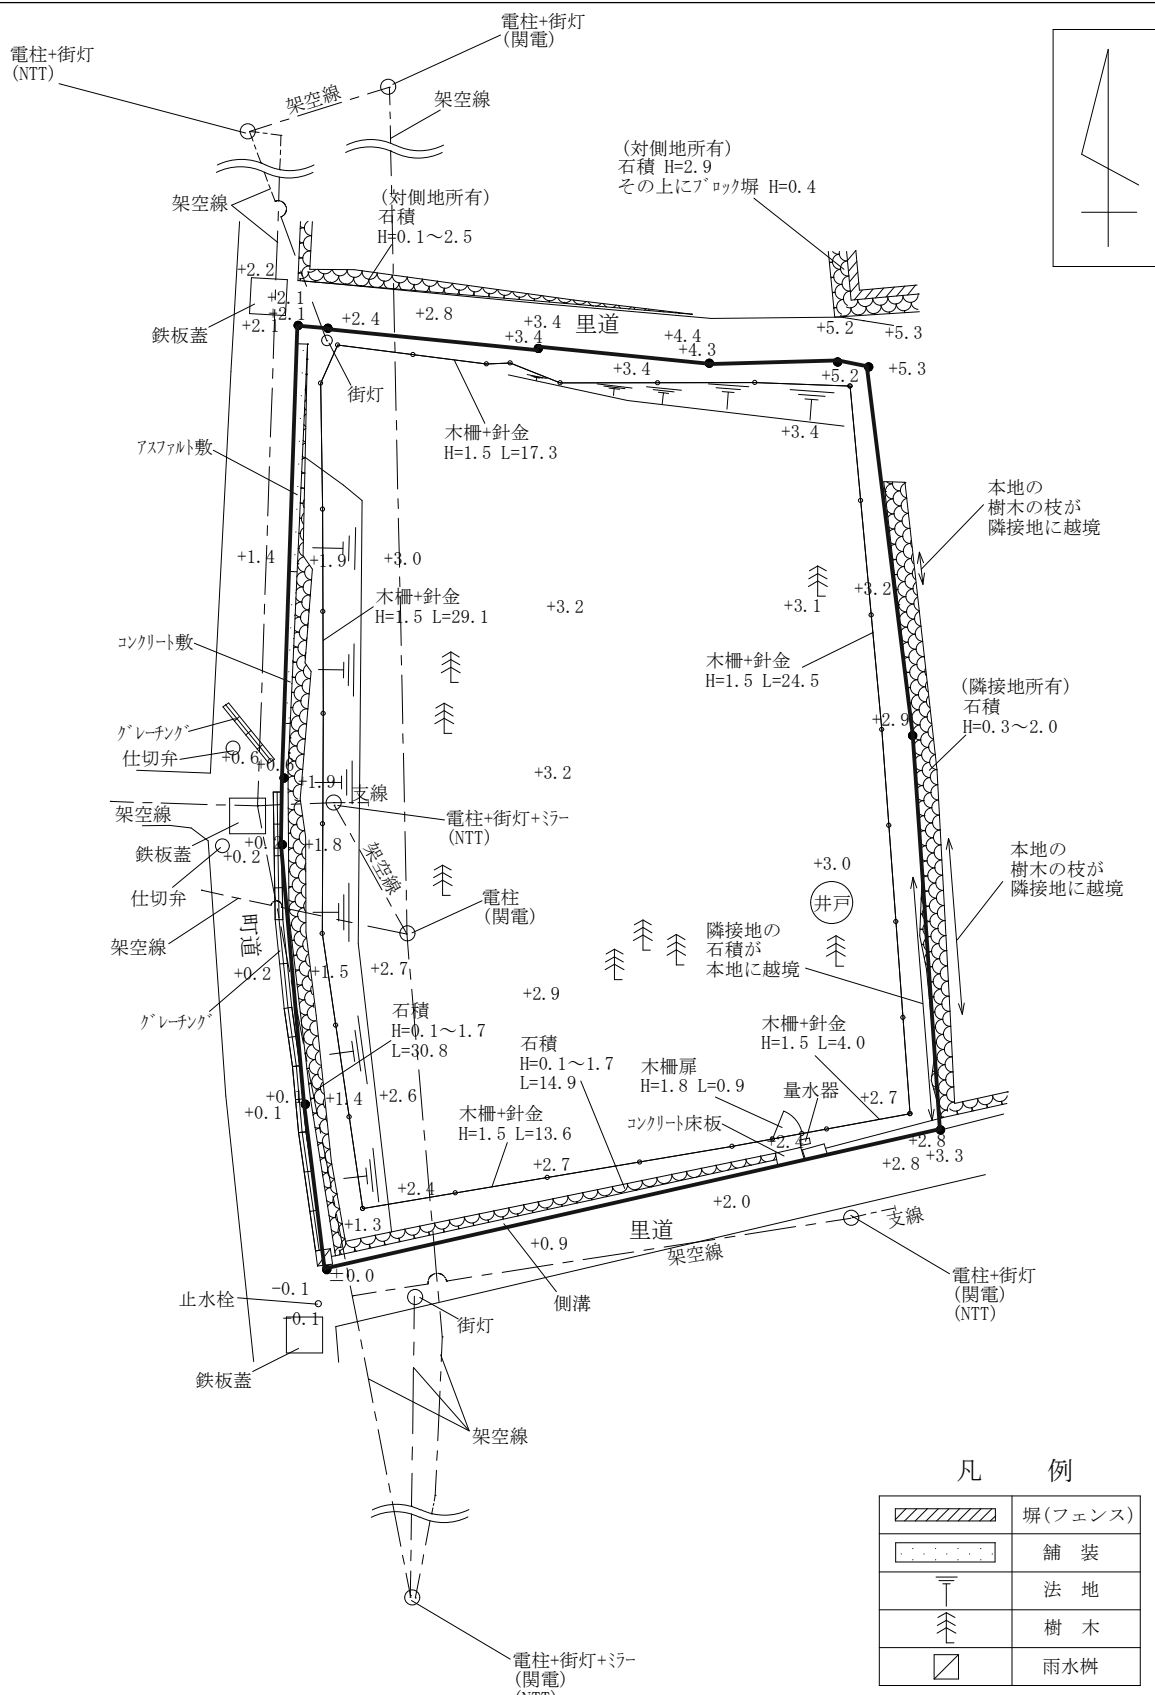 電柱+街灯
(関電)
電柱+街灯
(NTT)
架空線
架空線
(対側地所有)
石積 H=2.9
その上にﾌﾞﾛｯｸ塀 H=0.4
架空線
(対側地所有)
石積
H=0.1～2.5
+2.2
+2.1
+2.1
+2.1
鉄板蓋
+2.4
+2.8
+3.4
里道
+3.4
+4.4
+4.3
+5.2
+5.3
+3.4
+5.2
+5.3
街灯
木柵+針金
H=1.5 L=17.3
+3.4
ｱｽﾌｧﾙﾄ敷
本地の
樹木の枝が
隣接地に越境
+1.4
+1.9
+3.0
+3.2
木柵+針金
H=1.5 L=29.1
+3.2
+3.1
ｺﾝｸﾘｰﾄ敷
木柵+針金
H=1.5 L=24.5
(隣接地所有)
石積
H=0.3～2.0
+2.9
ｸﾞﾚｰﾁﾝｸﾞ
仕切弁
+0.6
+0.6
+1.9
+3.2
支線
架空線
電柱+街灯+ﾐﾗｰ
(NTT)
鉄板蓋
+0.2
+0.2
+1.8
架空線
本地の
樹木の枝が
隣接地に越境
+3.0
井戸
仕切弁
電柱
(関電)
架空線
町道
隣接地の
石積が
本地に越境
+0.2
+1.5
+2.7
+2.9
ｸﾞﾚｰﾁﾝｸﾞ
石積
H=0.1～1.7
L=30.8
石積
H=0.1～1.7
L=14.9
木柵+針金
H=1.5 L=4.0
木柵扉
H=1.8 L=0.9
量水器
+0.1
+1.4
+2.6
木柵+針金
H=1.5 L=13.6
ｺﾝｸﾘｰﾄ床板
+2.7
+2.4
+2.8
+3.3
+2.8
+2.7
+2.4
+2.0
+1.3
里道
+0.9
架空線
支線
±0.0
-0.1
止水栓
-0.1
側溝
街灯
電柱+街灯
(関電)
(NTT)
鉄板蓋
架空線
凡 例
塀(フェンス)
舗 装
法 地
樹 木
雨水桝
電柱+街灯+ﾐﾗｰ
(関電)
(NTT)